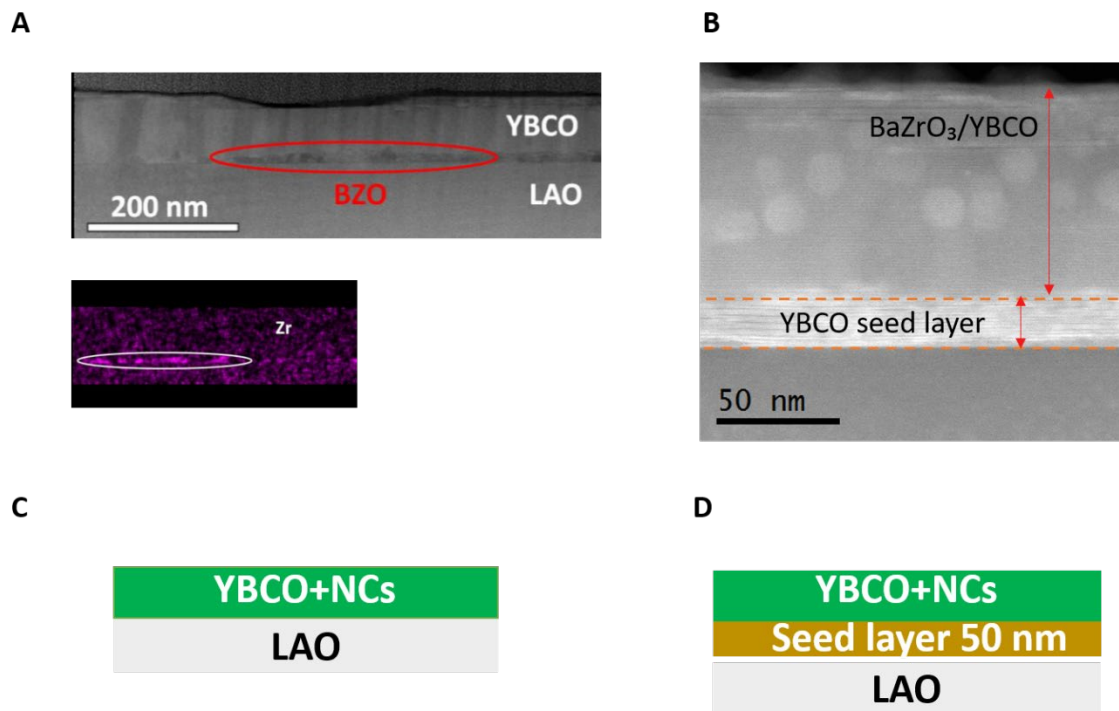 A
B
YBCO
BZO
LAO
200 nm
Zr
BaZrO₃/YBCO
YBCO seed layer
50 nm
C
D
YBCO+NCs
LAO
YBCO+NCs
Seed layer 50 nm
LAO